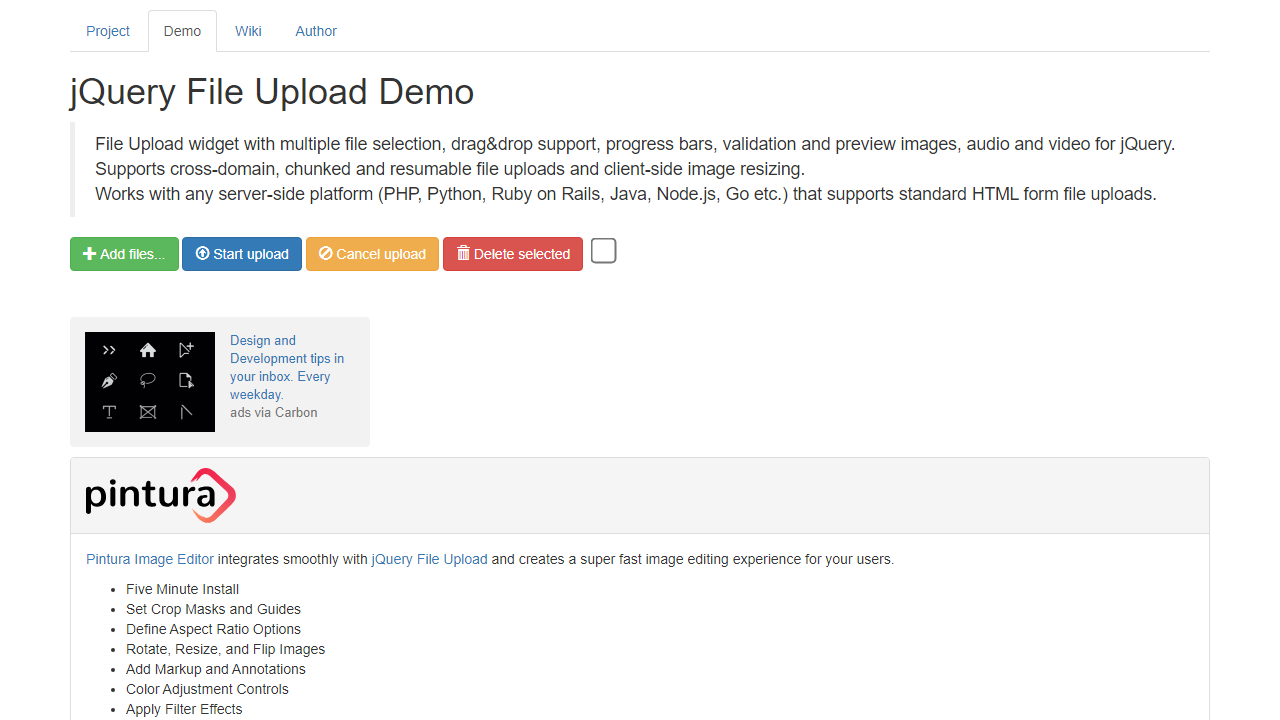 Project Demo Wiki Author
jQuery File Upload Demo
File Upload widget with multiple file selection, drag&drop support, progress bars, validation and preview images, audio and video for jQuery.
Supports cross-domain, chunked and resumable file uploads and client-side image resizing.
Works with any server-side platform (PHP, Python, Ruby on Rails, Java, Node.js, Go etc.) that supports standard HTML form file uploads.
Add files... Start upload Cancel upload Delete selected
Design and
Development tips in
your inbox. Every
weekday.
ads via Carbon
pintura
Pintura Image Editor integrates smoothly with jQuery File Upload and creates a super fast image editing experience for your users.
• Five Minute Install
• Set Crop Masks and Guides
• Define Aspect Ratio Options
• Rotate, Resize, and Flip Images
• Add Markup and Annotations
• Color Adjustment Controls
• Apply Filter Effects